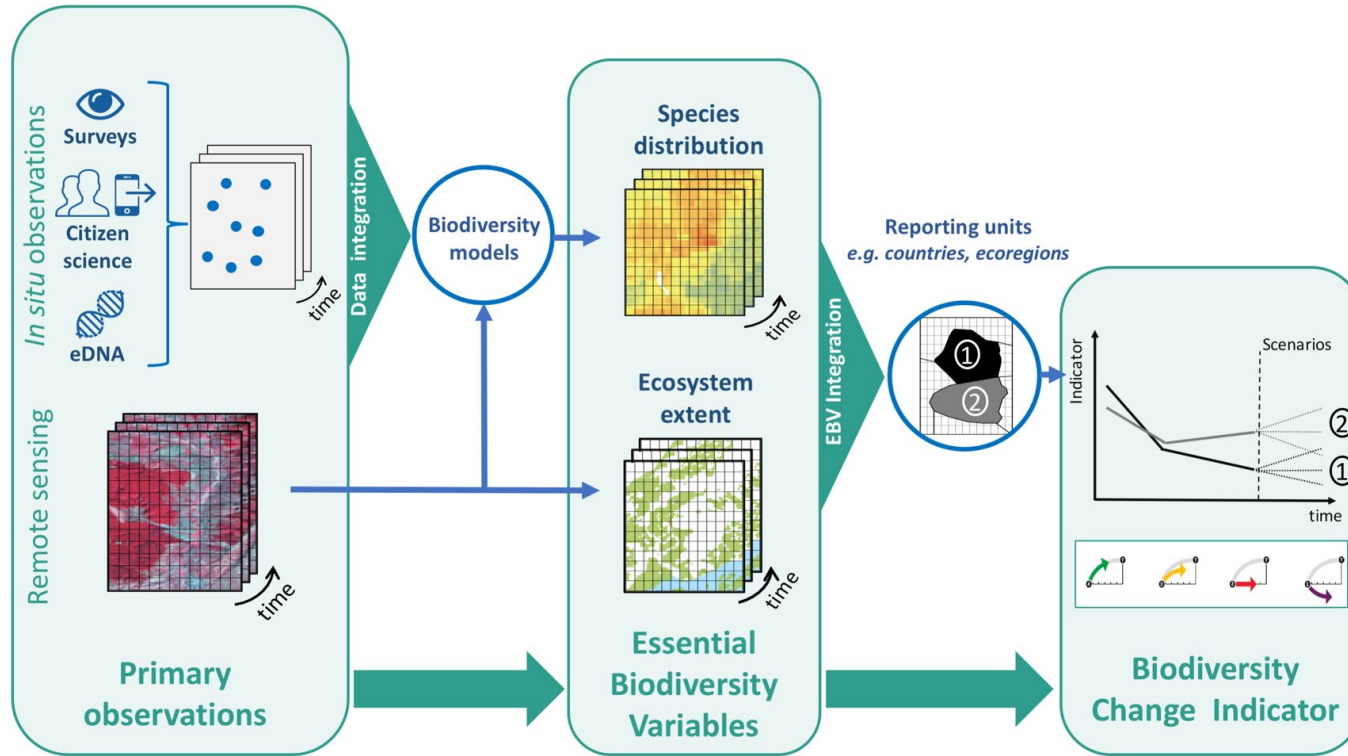 In situ observations
Surveys
Citizen
science
eDNA
time
Remote sensing
time
Primary
observations
Data integration
Biodiversity
models
Species
distribution
time
Ecosystem
extent
time
Essential
Biodiversity
Variables
EBV Integration
Reporting units
e.g. countries, ecoregions
1
2
Indicator
Scenarios
2
1
time
Biodiversity
Change Indicator